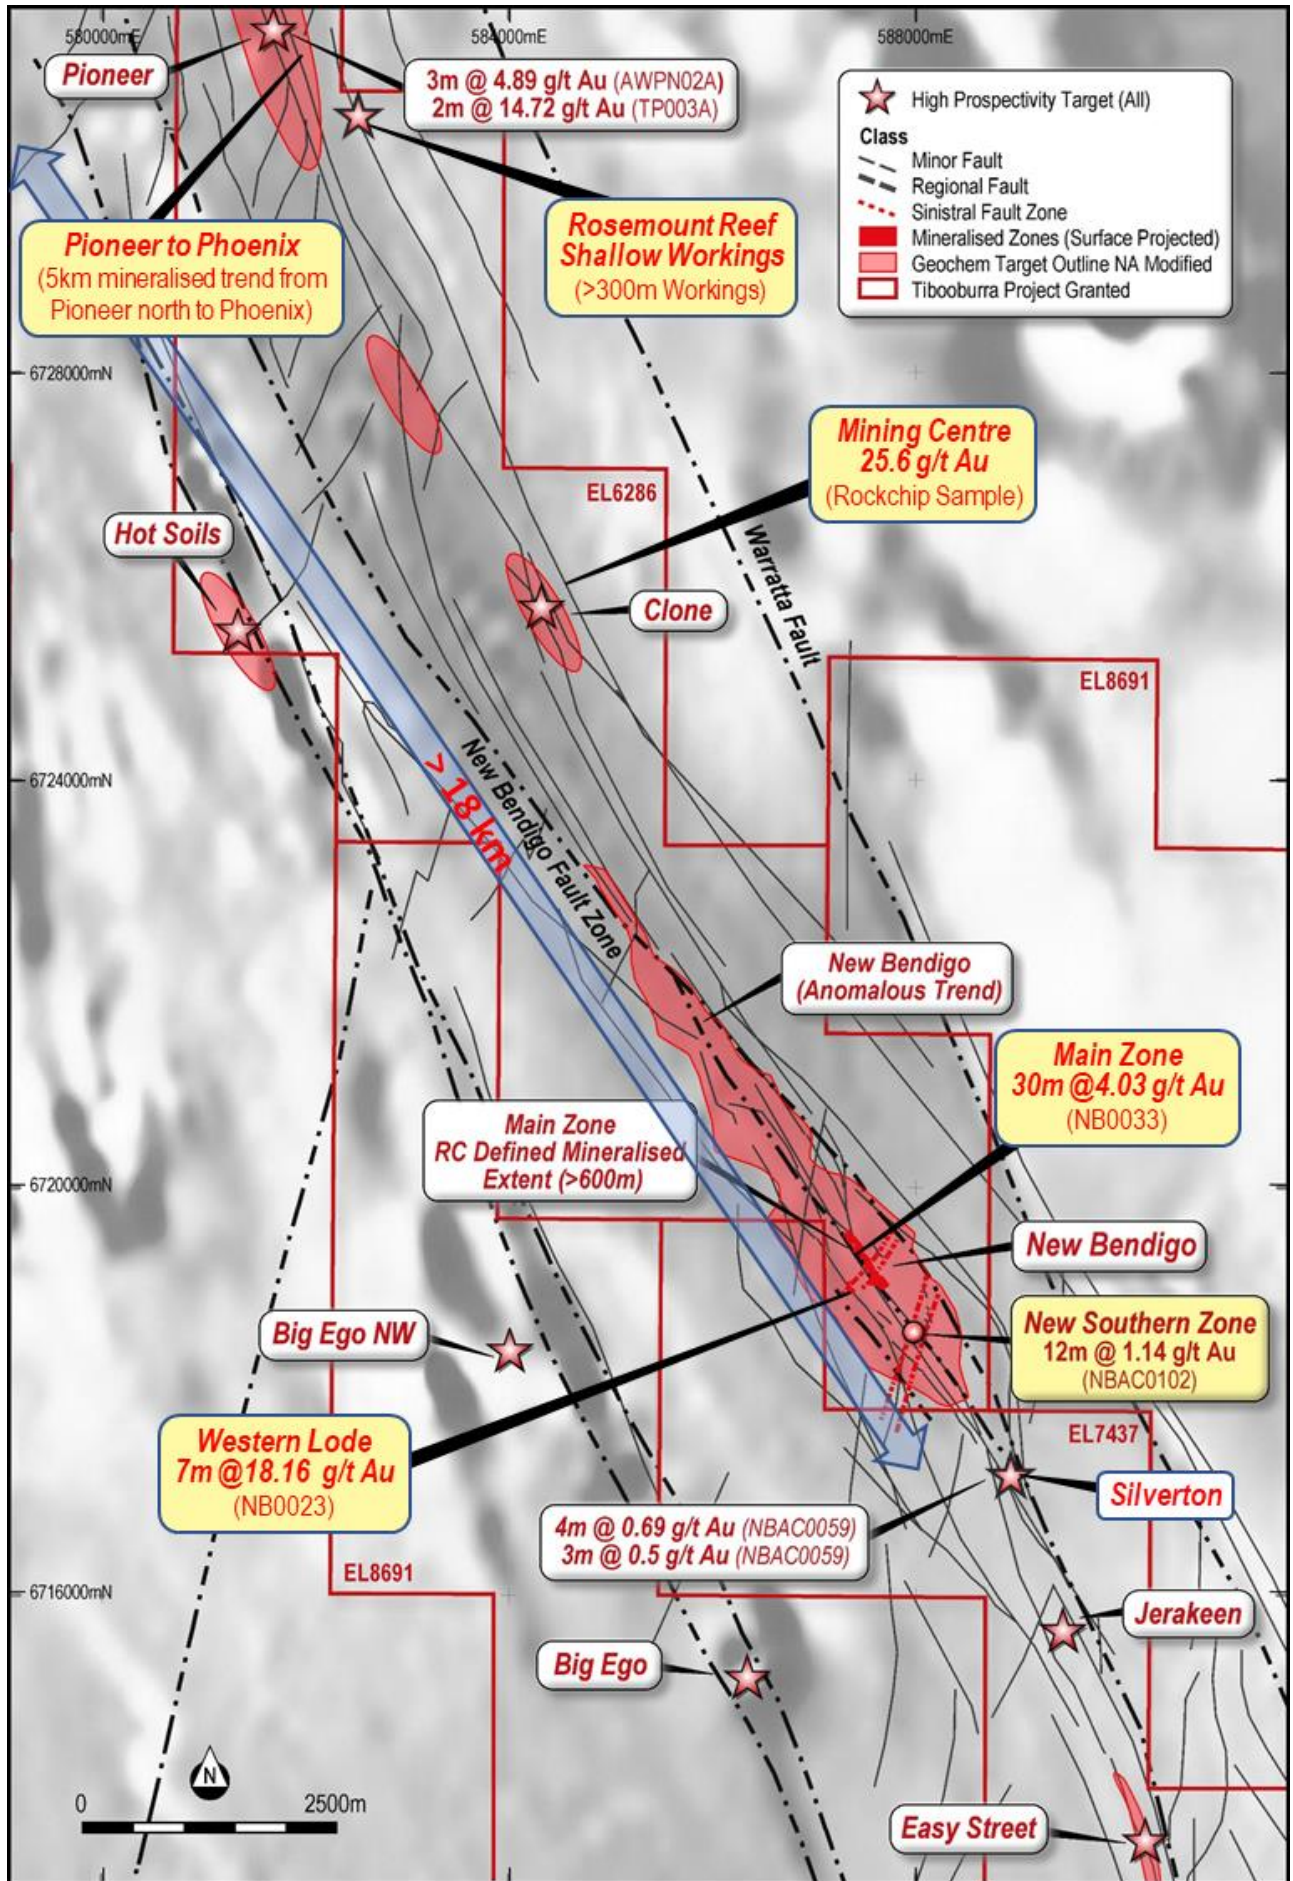 580000mE
584000mE
588000mE
Pioneer
3m @ 4.89 g/t Au (AWPN02A)
2m @ 14.72 g/t Au (TP003A)
High Prospectivity Target (All)
Class
Minor Fault
Regional Fault
Sinistral Fault Zone
Mineralised Zones (Surface Projected)
Geochem Target Outline NA Modified
Tibooburra Project Granted
Pioneer to Phoenix
(5km mineralised trend from
Pioneer north to Phoenix)
Rosemount Reef
Shallow Workings
(>300m Workings)
6728000mN
Mining Centre
25.6 g/t Au
(Rockchip Sample)
EL6286
Hot Soils
Warratta Fault
Clone
EL8691
6724000mN
> 18 km
New Bendigo Fault Zone
New Bendigo
(Anomalous Trend)
Main Zone
30m @4.03 g/t Au
(NB0033)
Main Zone
RC Defined Mineralised
Extent (>600m)
6720000mN
New Bendigo
Big Ego NW
New Southern Zone
12m @ 1.14 g/t Au
(NBAC0102)
Western Lode
7m @18.16 g/t Au
(NB0023)
EL7437
Silverton
4m @ 0.69 g/t Au (NBAC0059)
3m @ 0.5 g/t Au (NBAC0059)
EL8691
6716000mN
Jerakeen
Big Ego
N
0 2500m
Easy Street